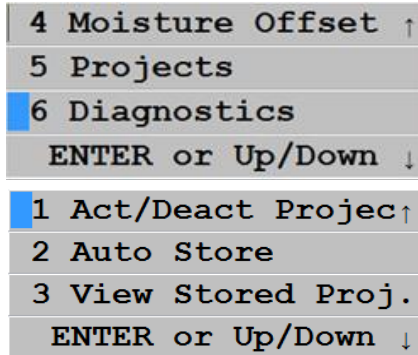 4 Moisture Offset ↑
5 Projects
6 Diagnostics
ENTER or Up/Down ↓
1 Act/Deact Projec↑
2 Auto Store
3 View Stored Proj.
ENTER or Up/Down ↓